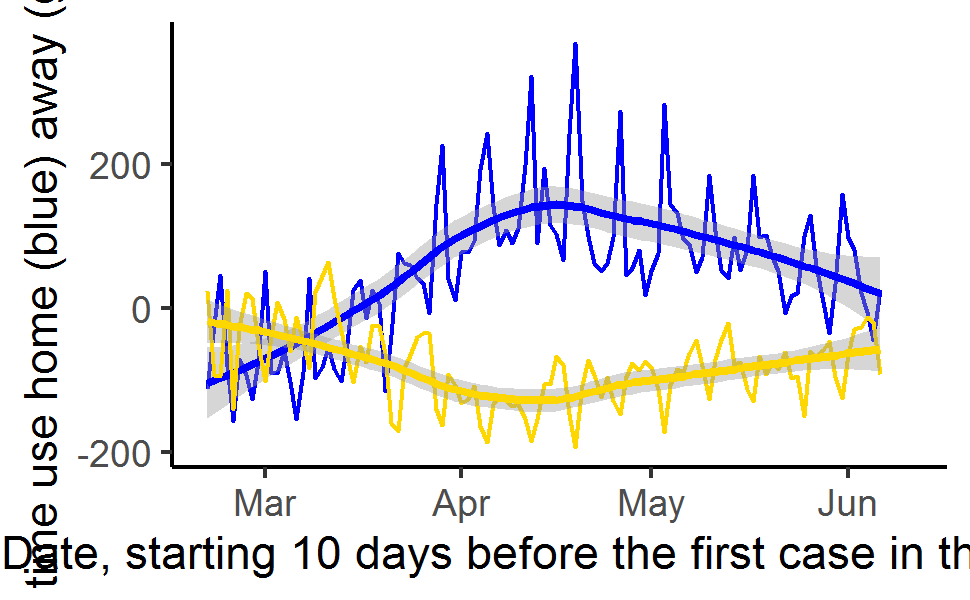 time use home (blue) away (
200
0
-200
Mar Apr May Jun
Date, starting 10 days before the first case in